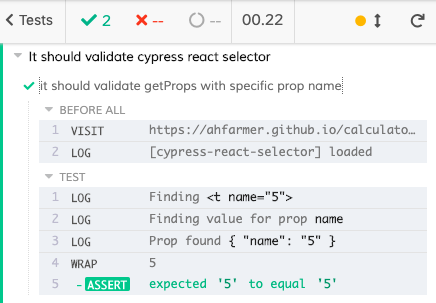 < Tests ✓ 2 ✗ -- ○ -- 00.22
It should validate cypress react selector
it should validate getProps with specific prop name
BEFORE ALL
1 VISIT https://ahfarmer.github.io/calculato…
2 LOG [cypress-react-selector] loaded
TEST
1 LOG Finding <t name="5">
2 LOG Finding value for prop name
3 LOG Prop found { "name": "5" }
4 WRAP 5
5 -ASSERT expected '5' to equal '5'